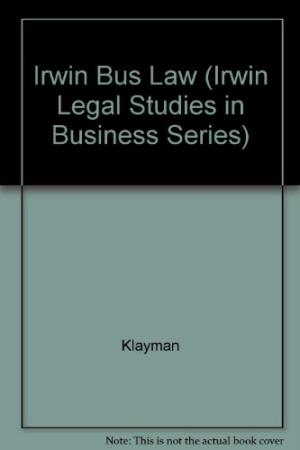 Irwin Bus Law (Irwin
Legal Studies in
Business Series)
Klayman
Note: This is not the actual book cover